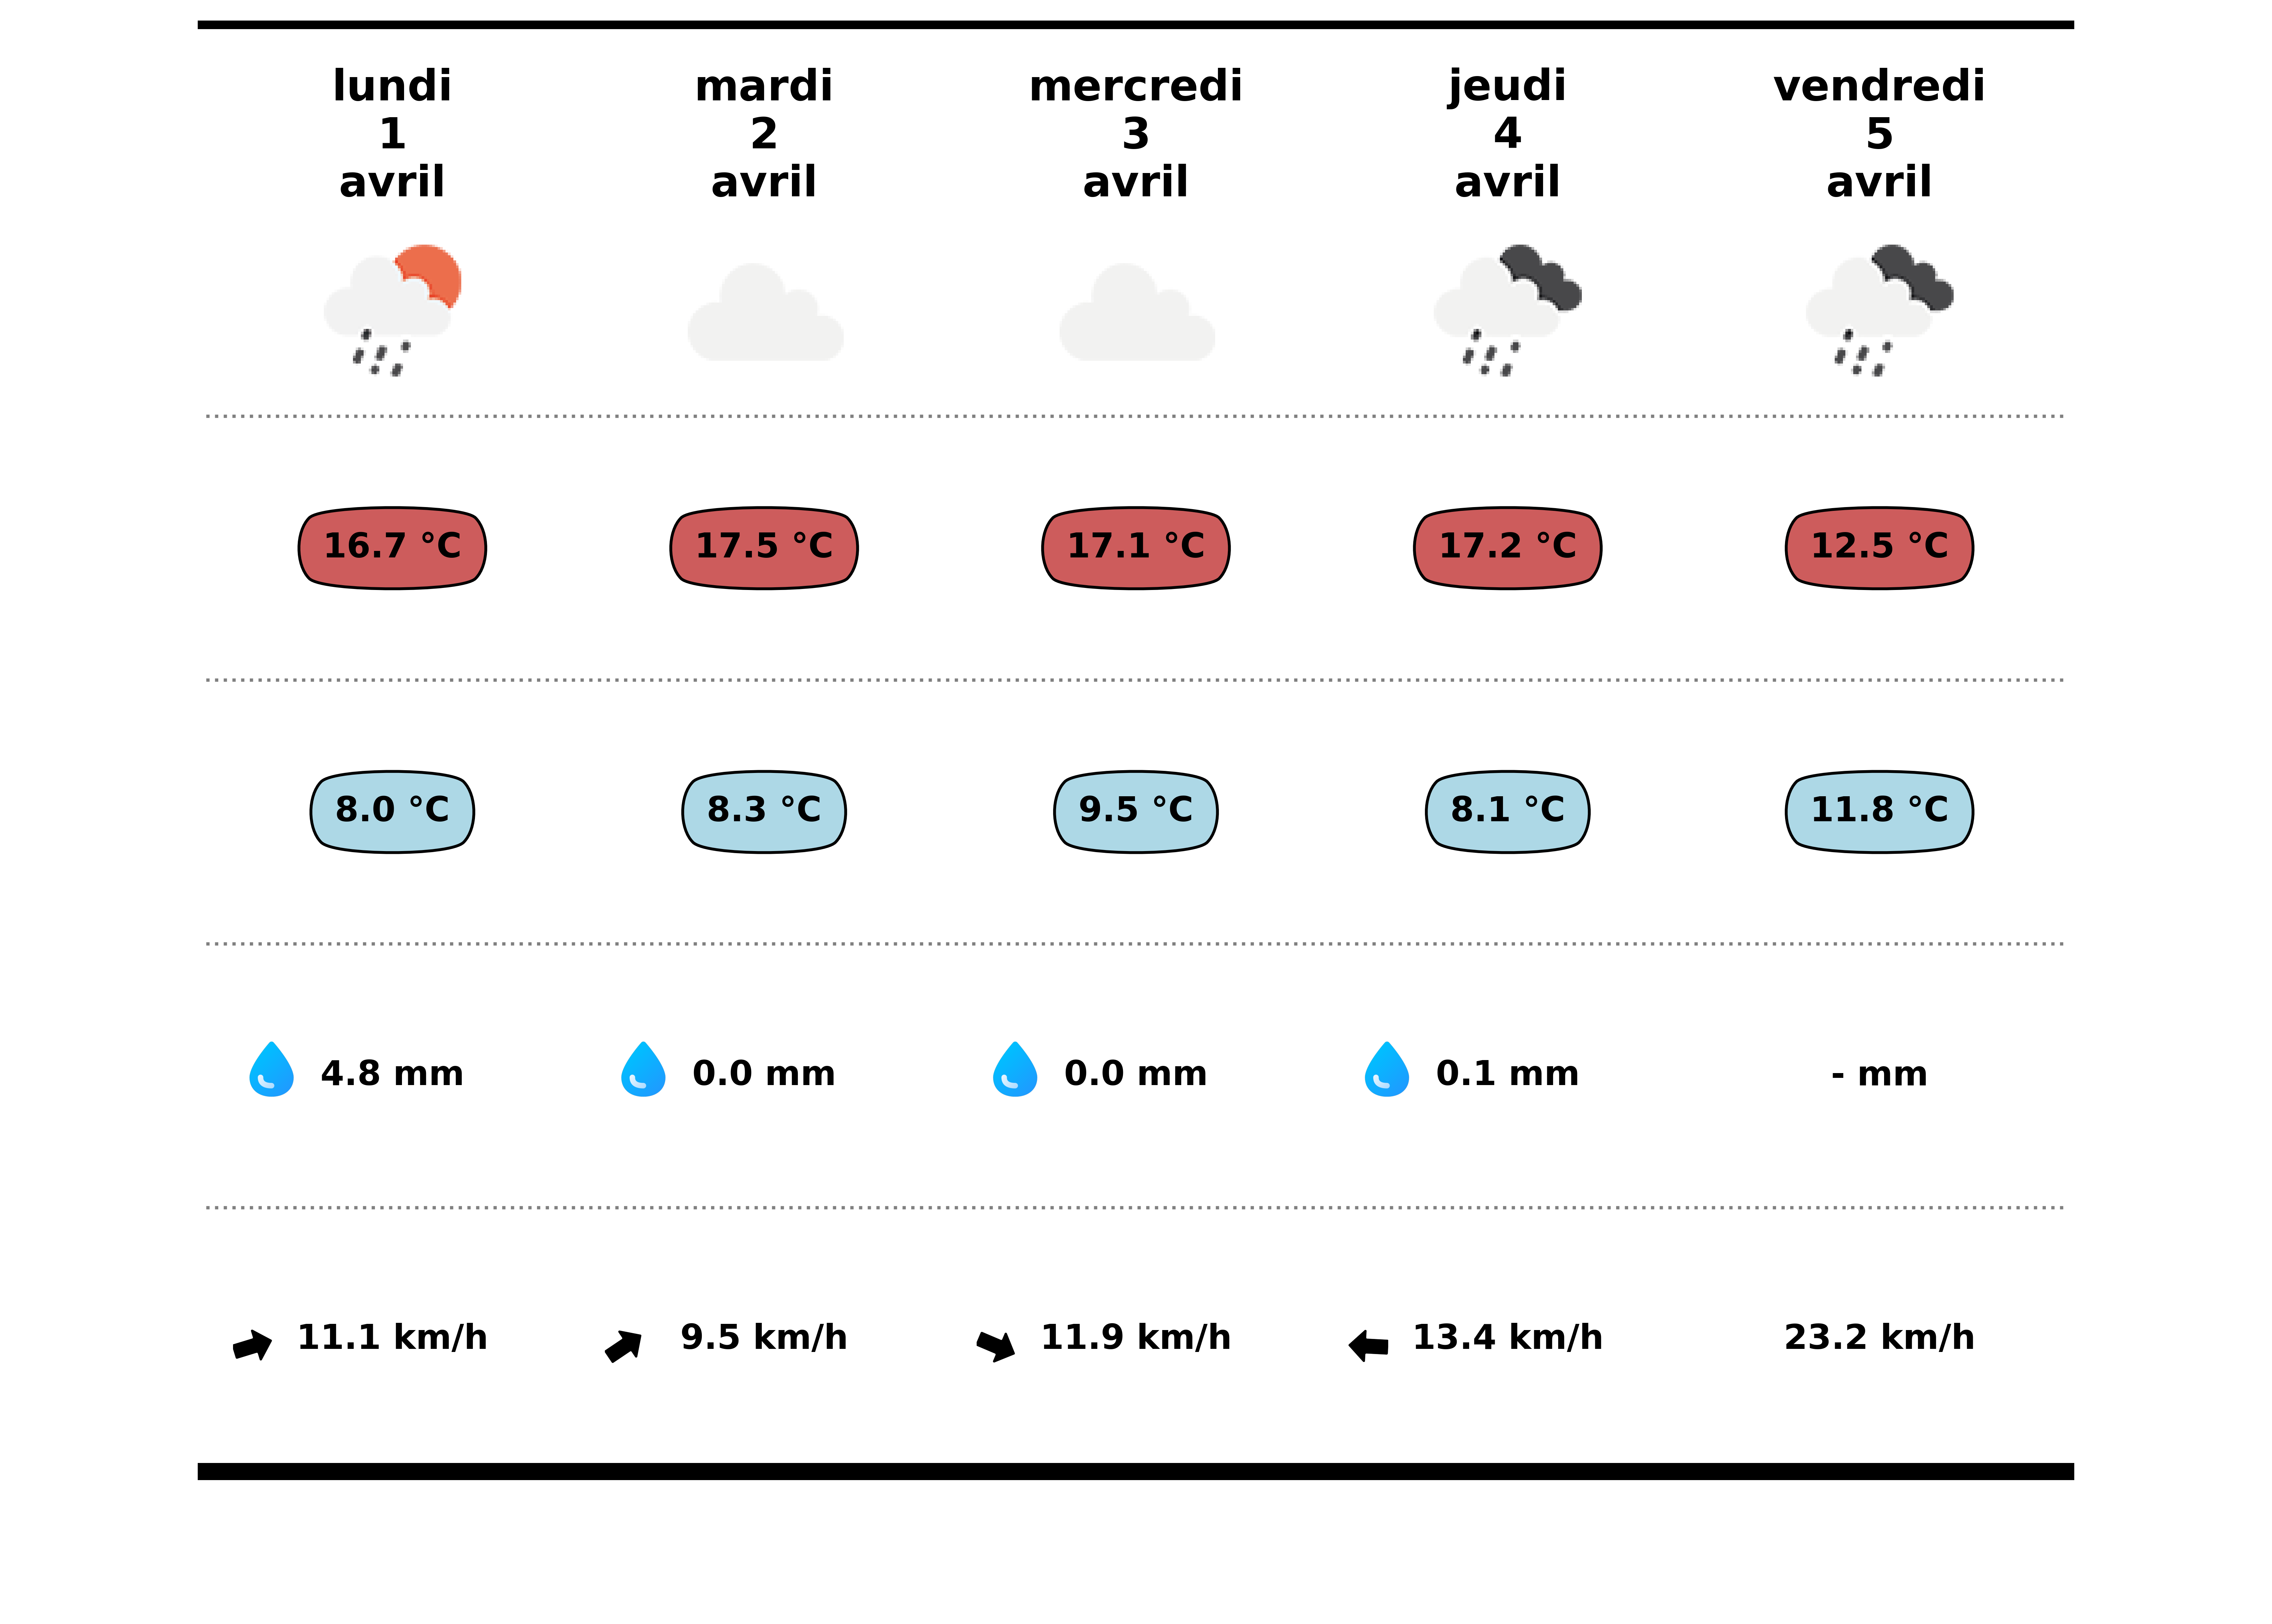 lundi
1
avril
mardi
2
avril
mercredi
3
avril
jeudi
4
avril
vendredi
5
avril
16.7 °C
17.5 °C
17.1 °C
17.2 °C
12.5 °C
8.0 °C
8.3 °C
9.5 °C
8.1 °C
11.8 °C
4.8 mm
0.0 mm
0.0 mm
0.1 mm
- mm
11.1 km/h
9.5 km/h
11.9 km/h
13.4 km/h
23.2 km/h